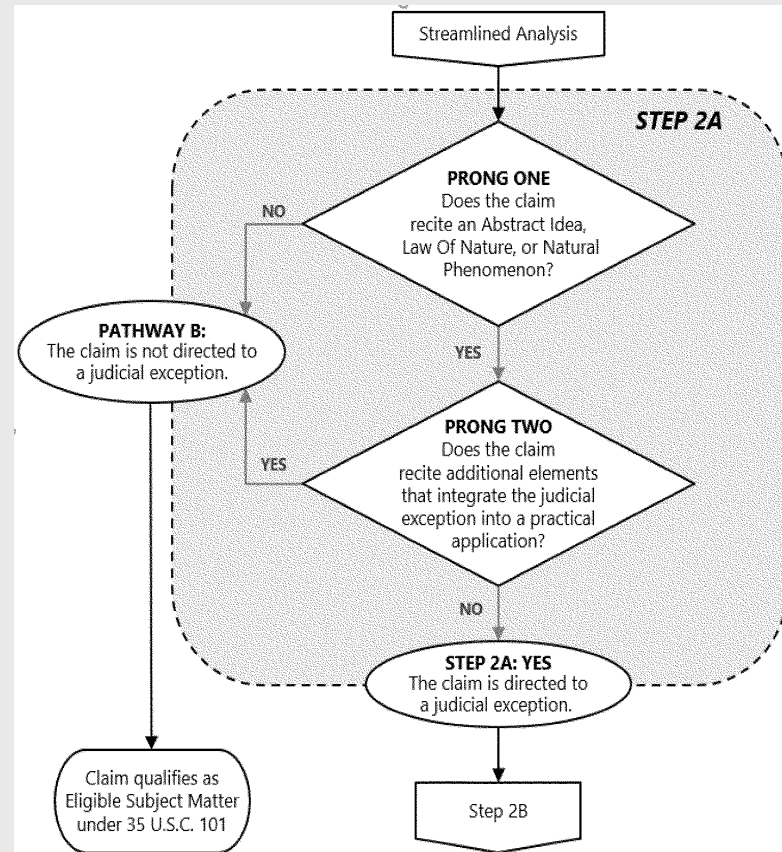 Streamlined Analysis
STEP 2A
PRONG ONE
Does the claim
recite an Abstract Idea,
Law Of Nature, or Natural
Phenomenon?
NO
PATHWAY B:
The claim is not directed to
a judicial exception.
YES
PRONG TWO
Does the claim
recite additional elements
that integrate the judicial
exception into a practical
application?
YES
NO
STEP 2A: YES
The claim is directed to
a judicial exception.
Claim qualifies as
Eligible Subject Matter
under 35 U.S.C. 101
Step 2B